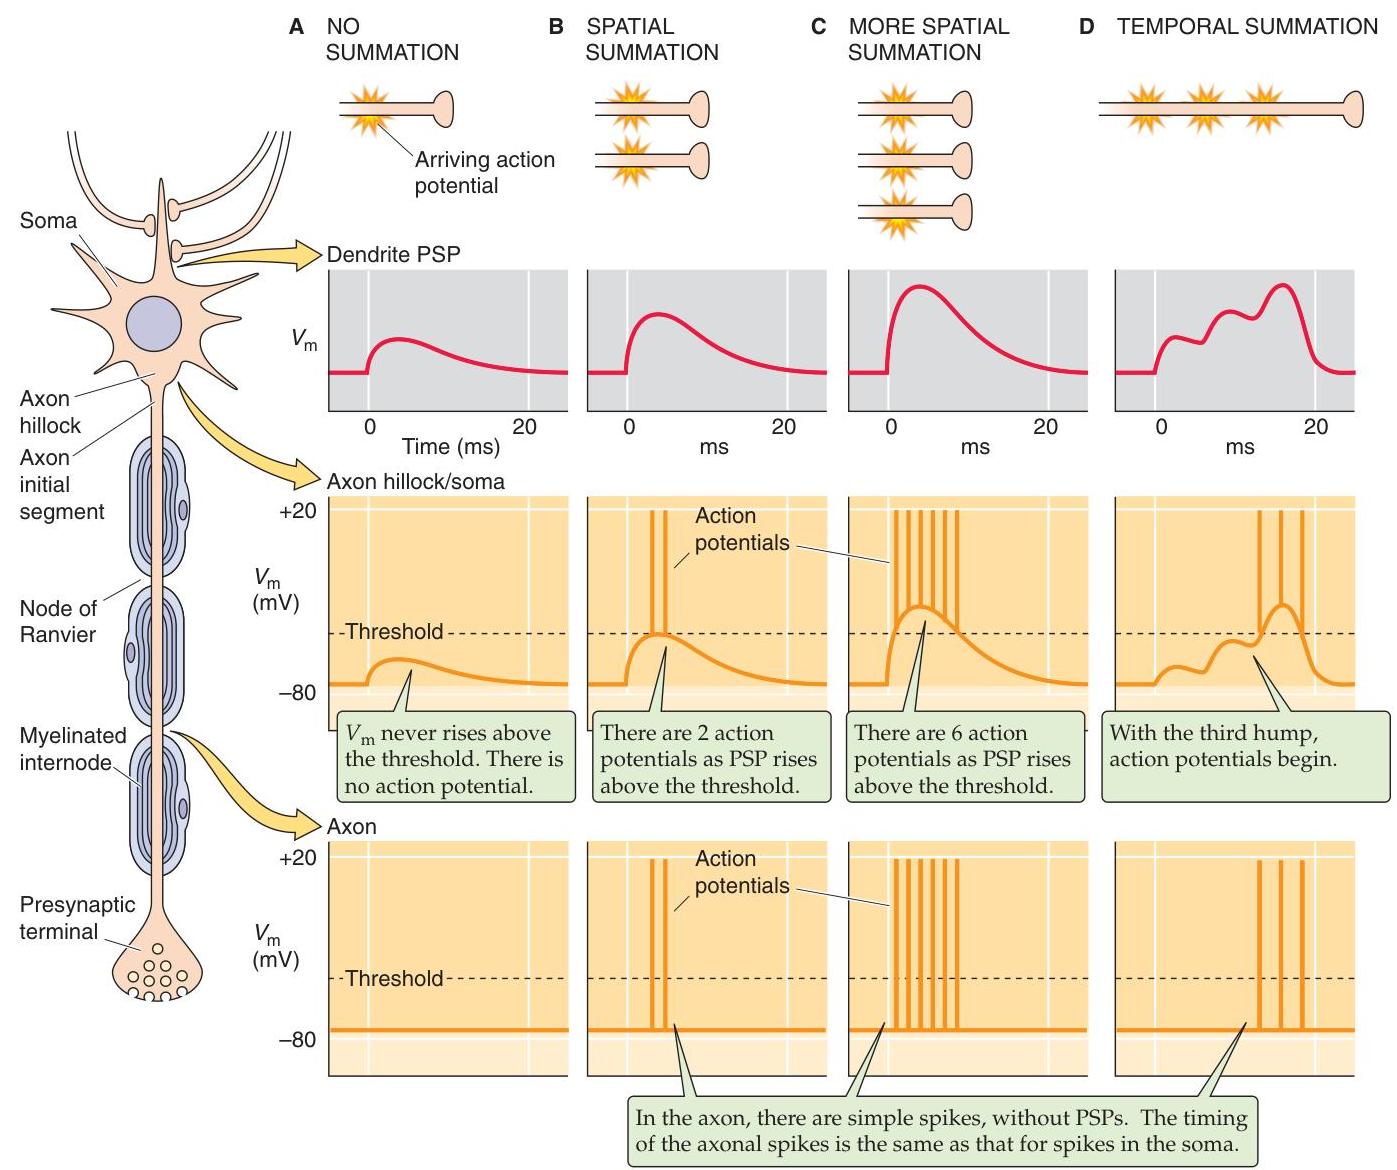 A NO
SUMMATION
B SPATIAL
SUMMATION
C MORE SPATIAL
SUMMATION
D TEMPORAL SUMMATION
Arriving action
potential
Soma
Axon
hillock
Axon
initial
segment
Node of
Ranvier
Myelinated
internode
Presynaptic
terminal
Dendrite PSP
Vm
0 20
Time (ms)
0 20
ms
0 20
ms
0 20
ms
Axon hillock/soma
+20
Vm
(mV)
Threshold
–80
Action
potentials
Vm never rises above
the threshold. There is
no action potential.
There are 2 action
potentials as PSP rises
above the threshold.
There are 6 action
potentials as PSP rises
above the threshold.
With the third hump,
action potentials begin.
Axon
+20
Vm
(mV)
Threshold
–80
Action
potentials
In the axon, there are simple spikes, without PSPs. The timing
of the axonal spikes is the same as that for spikes in the soma.